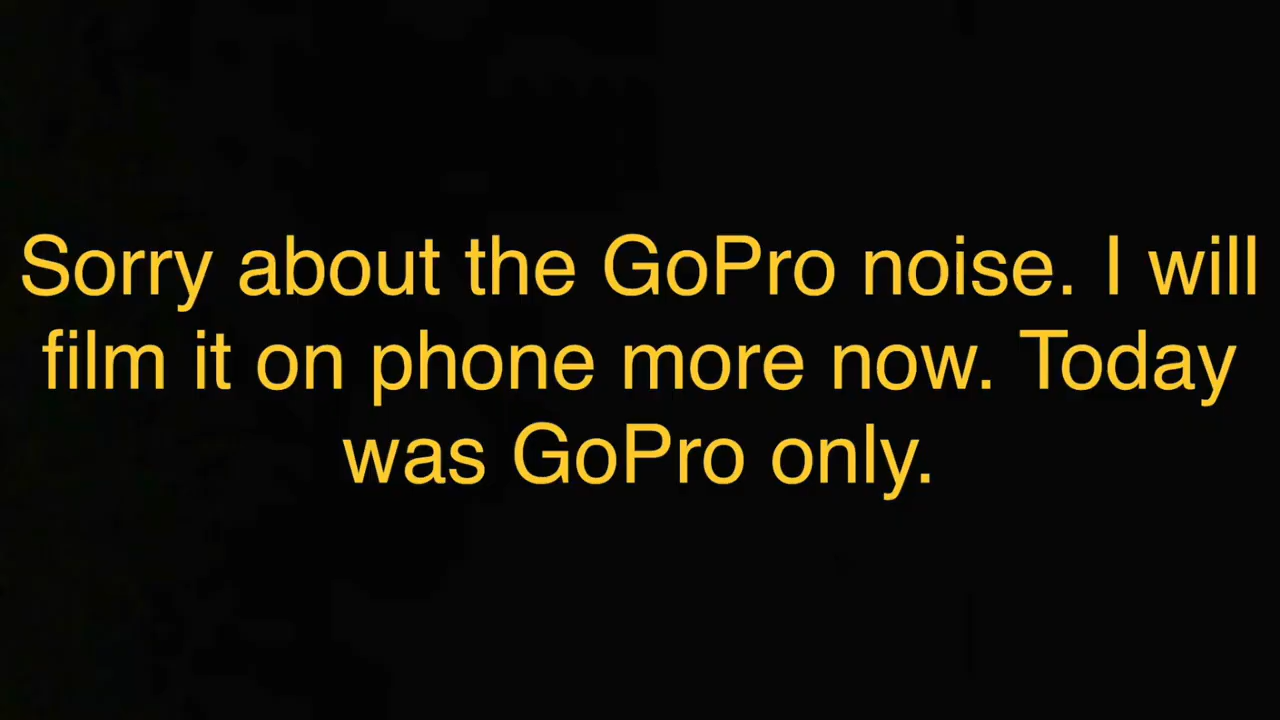 Sorry about the GoPro noise. I will
film it on phone more now. Today
was GoPro only.